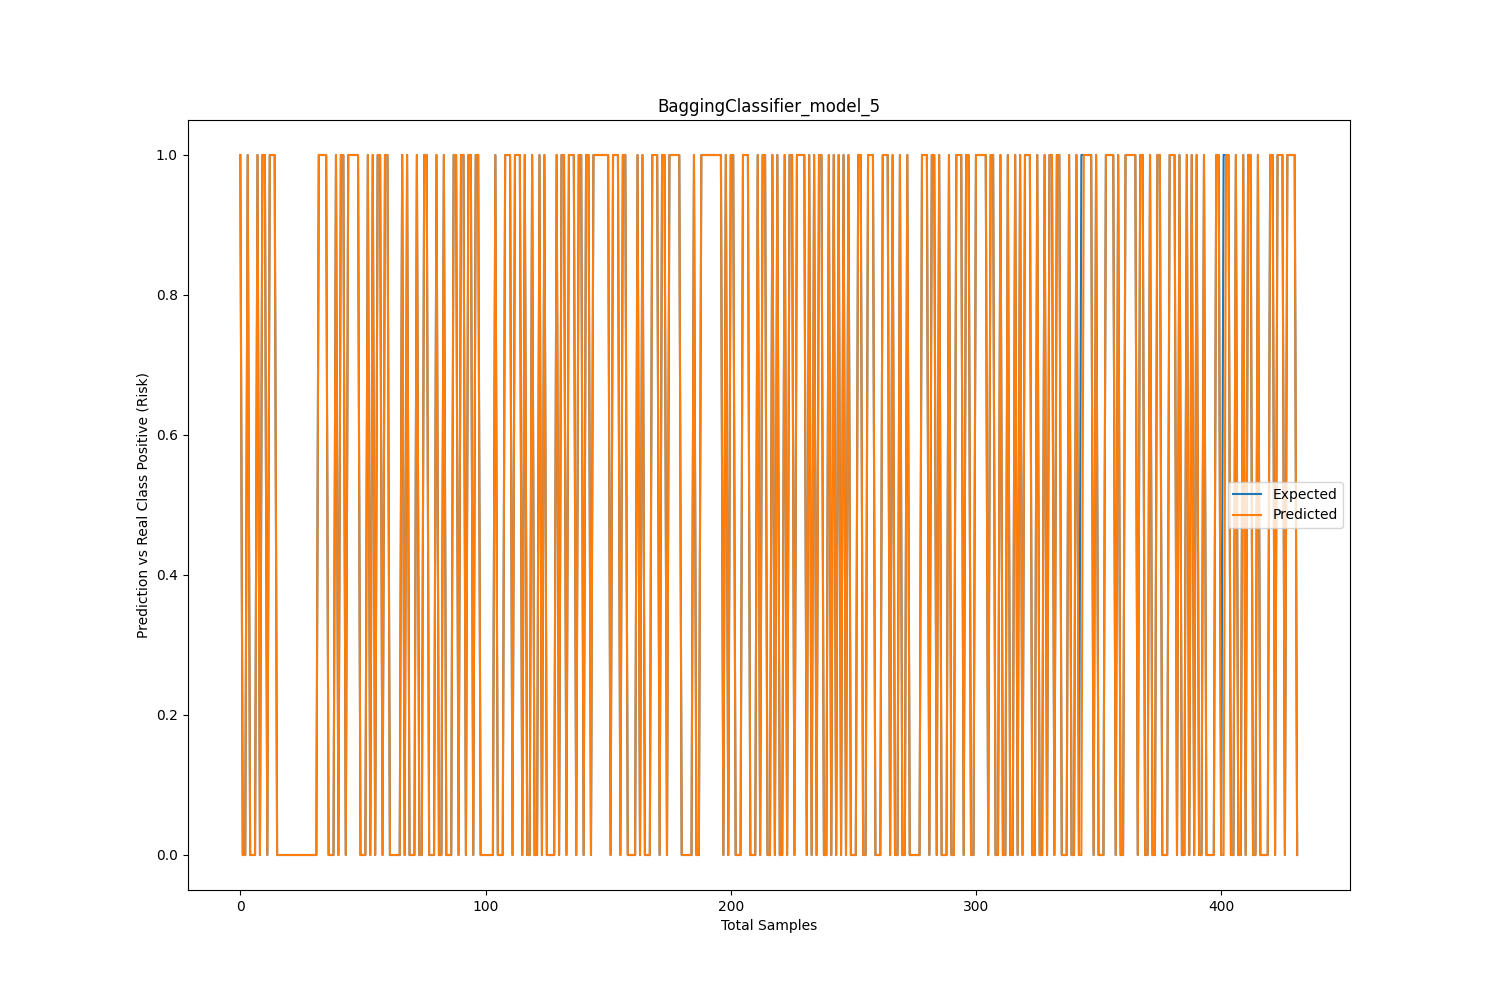 BaggingClassifier_model_5
Prediction vs Real Class Positive (Risk)
1.0
0.8
0.6
0.4
0.2
0.0
Expected
Predicted
0 100 200 300 400
Total Samples